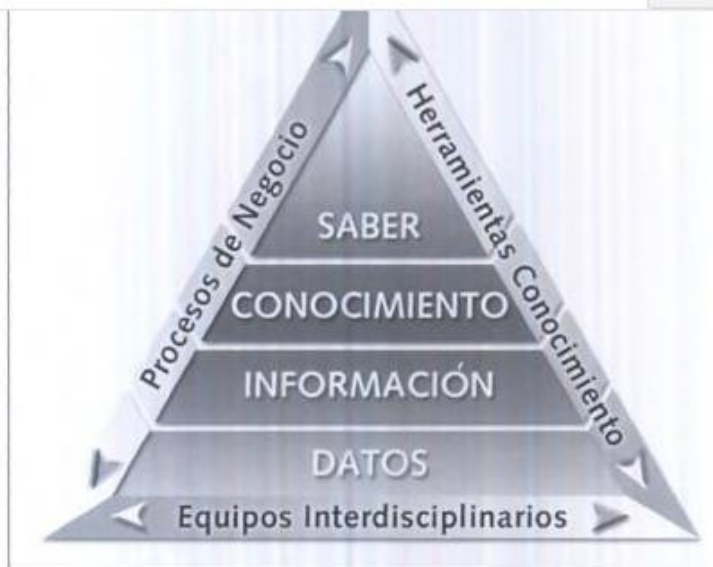 Procesos de Negocio
Herramientas Conocimiento
SABER
CONOCIMIENTO
INFORMACIÓN
DATOS
Equipos Interdisciplinarios